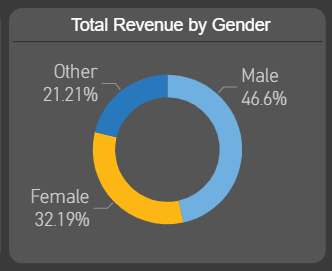 Total Revenue by Gender
Other
21.21%
Male
46.6%
Female
32.19%